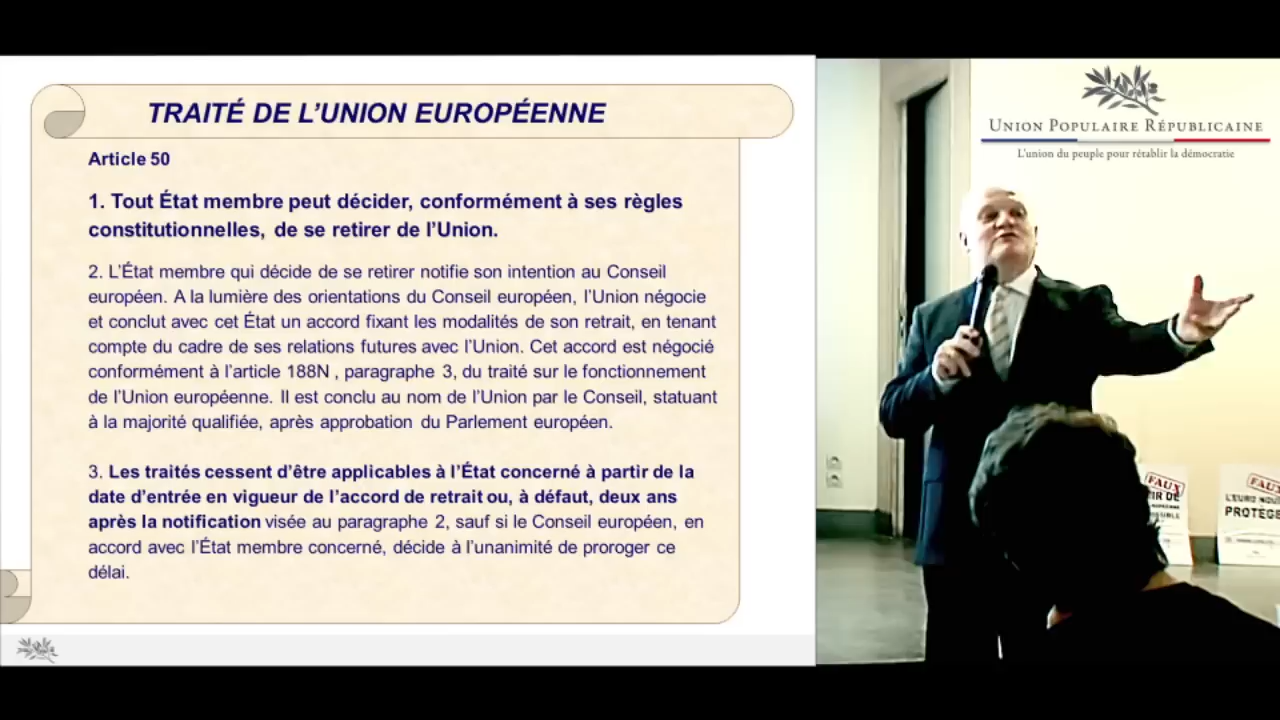 TRAITÉ DE L’UNION EUROPÉENNE
Article 50
1. Tout État membre peut décider, conformément à ses règles
constitutionnelles, de se retirer de l’Union.
2. L’État membre qui décide de se retirer notifie son intention au Conseil
européen. A la lumière des orientations du Conseil européen, l’Union négocie
et conclut avec cet État un accord fixant les modalités de son retrait, en tenant
compte du cadre de ses relations futures avec l’Union. Cet accord est négocié
conformément à l’article 188N , paragraphe 3, du traité sur le fonctionnement
de l’Union européenne. Il est conclu au nom de l’Union par le Conseil, statuant
à la majorité qualifiée, après approbation du Parlement européen.
3. Les traités cessent d’être applicables à l’État concerné à partir de la
date d’entrée en vigueur de l’accord de retrait ou, à défaut, deux ans
après la notification visée au paragraphe 2, sauf si le Conseil européen, en
accord avec l’État membre concerné, décide à l’unanimité de proroger ce
délai.
UNION POPULAIRE RÉPUBLICAINE
L'union du peuple pour rétablir la démocratie
FAUX
IR DE
FAUX
L'EURO NOUS
PROTÈGE